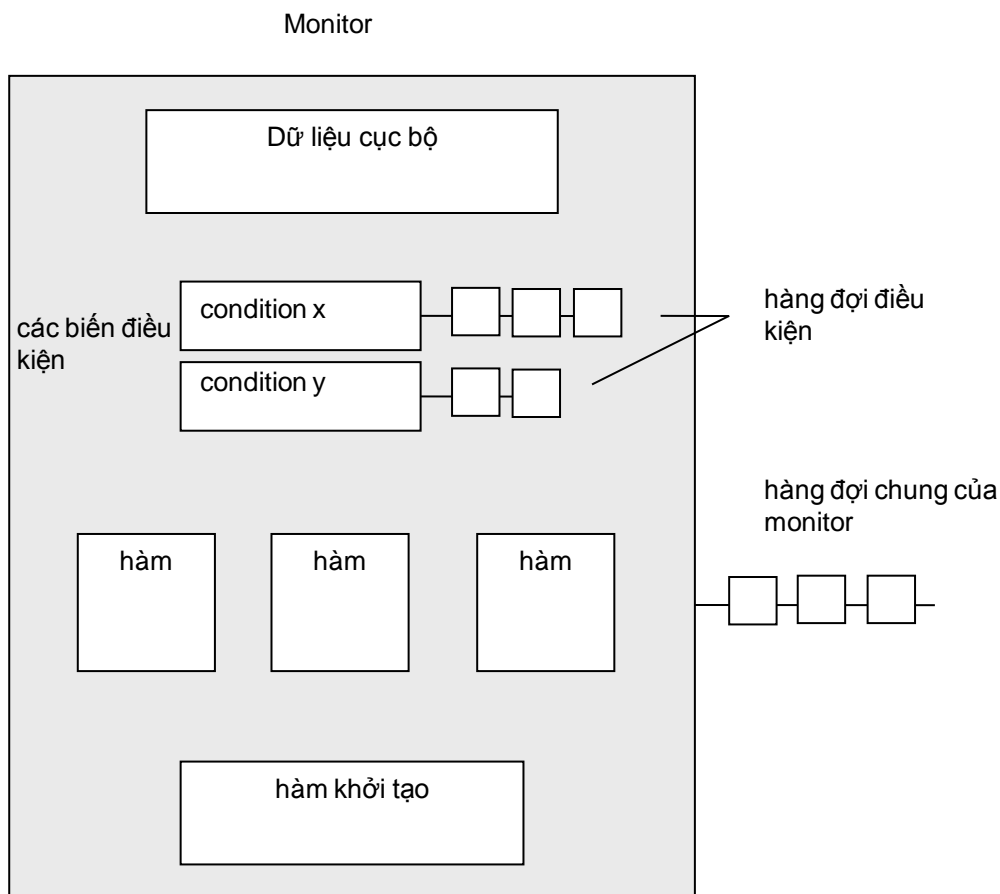 Monitor
Dữ liệu cục bộ
condition x
hàng đợi điều
kiện
các biến điều
kiện
condition y
hàng đợi chung của
monitor
hàm
hàm
hàm
hàm khởi tạo